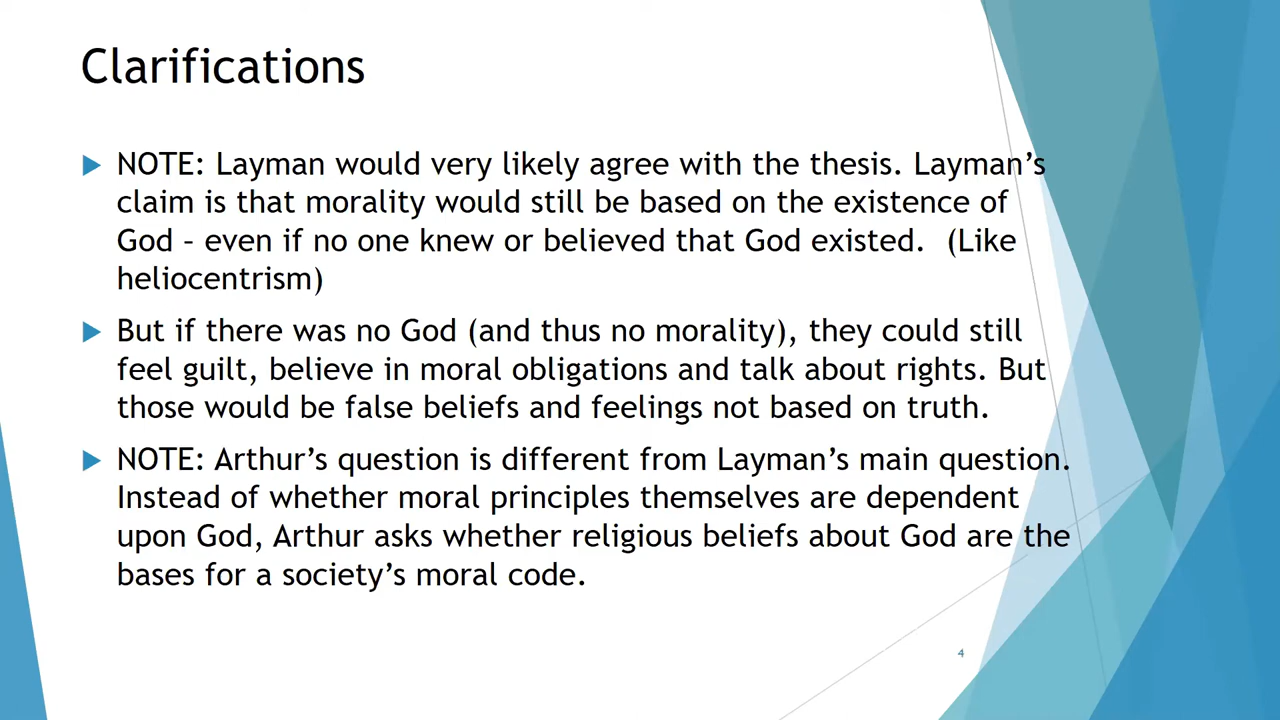 Clarifications
NOTE: Layman would very likely agree with the thesis. Layman’s
claim is that morality would still be based on the existence of
God – even if no one knew or believed that God existed.  (Like
heliocentrism)
But if there was no God (and thus no morality), they could still
feel guilt, believe in moral obligations and talk about rights. But
those would be false beliefs and feelings not based on truth.
NOTE: Arthur’s question is different from Layman’s main question.
Instead of whether moral principles themselves are dependent
upon God, Arthur asks whether religious beliefs about God are the
bases for a society’s moral code.
4